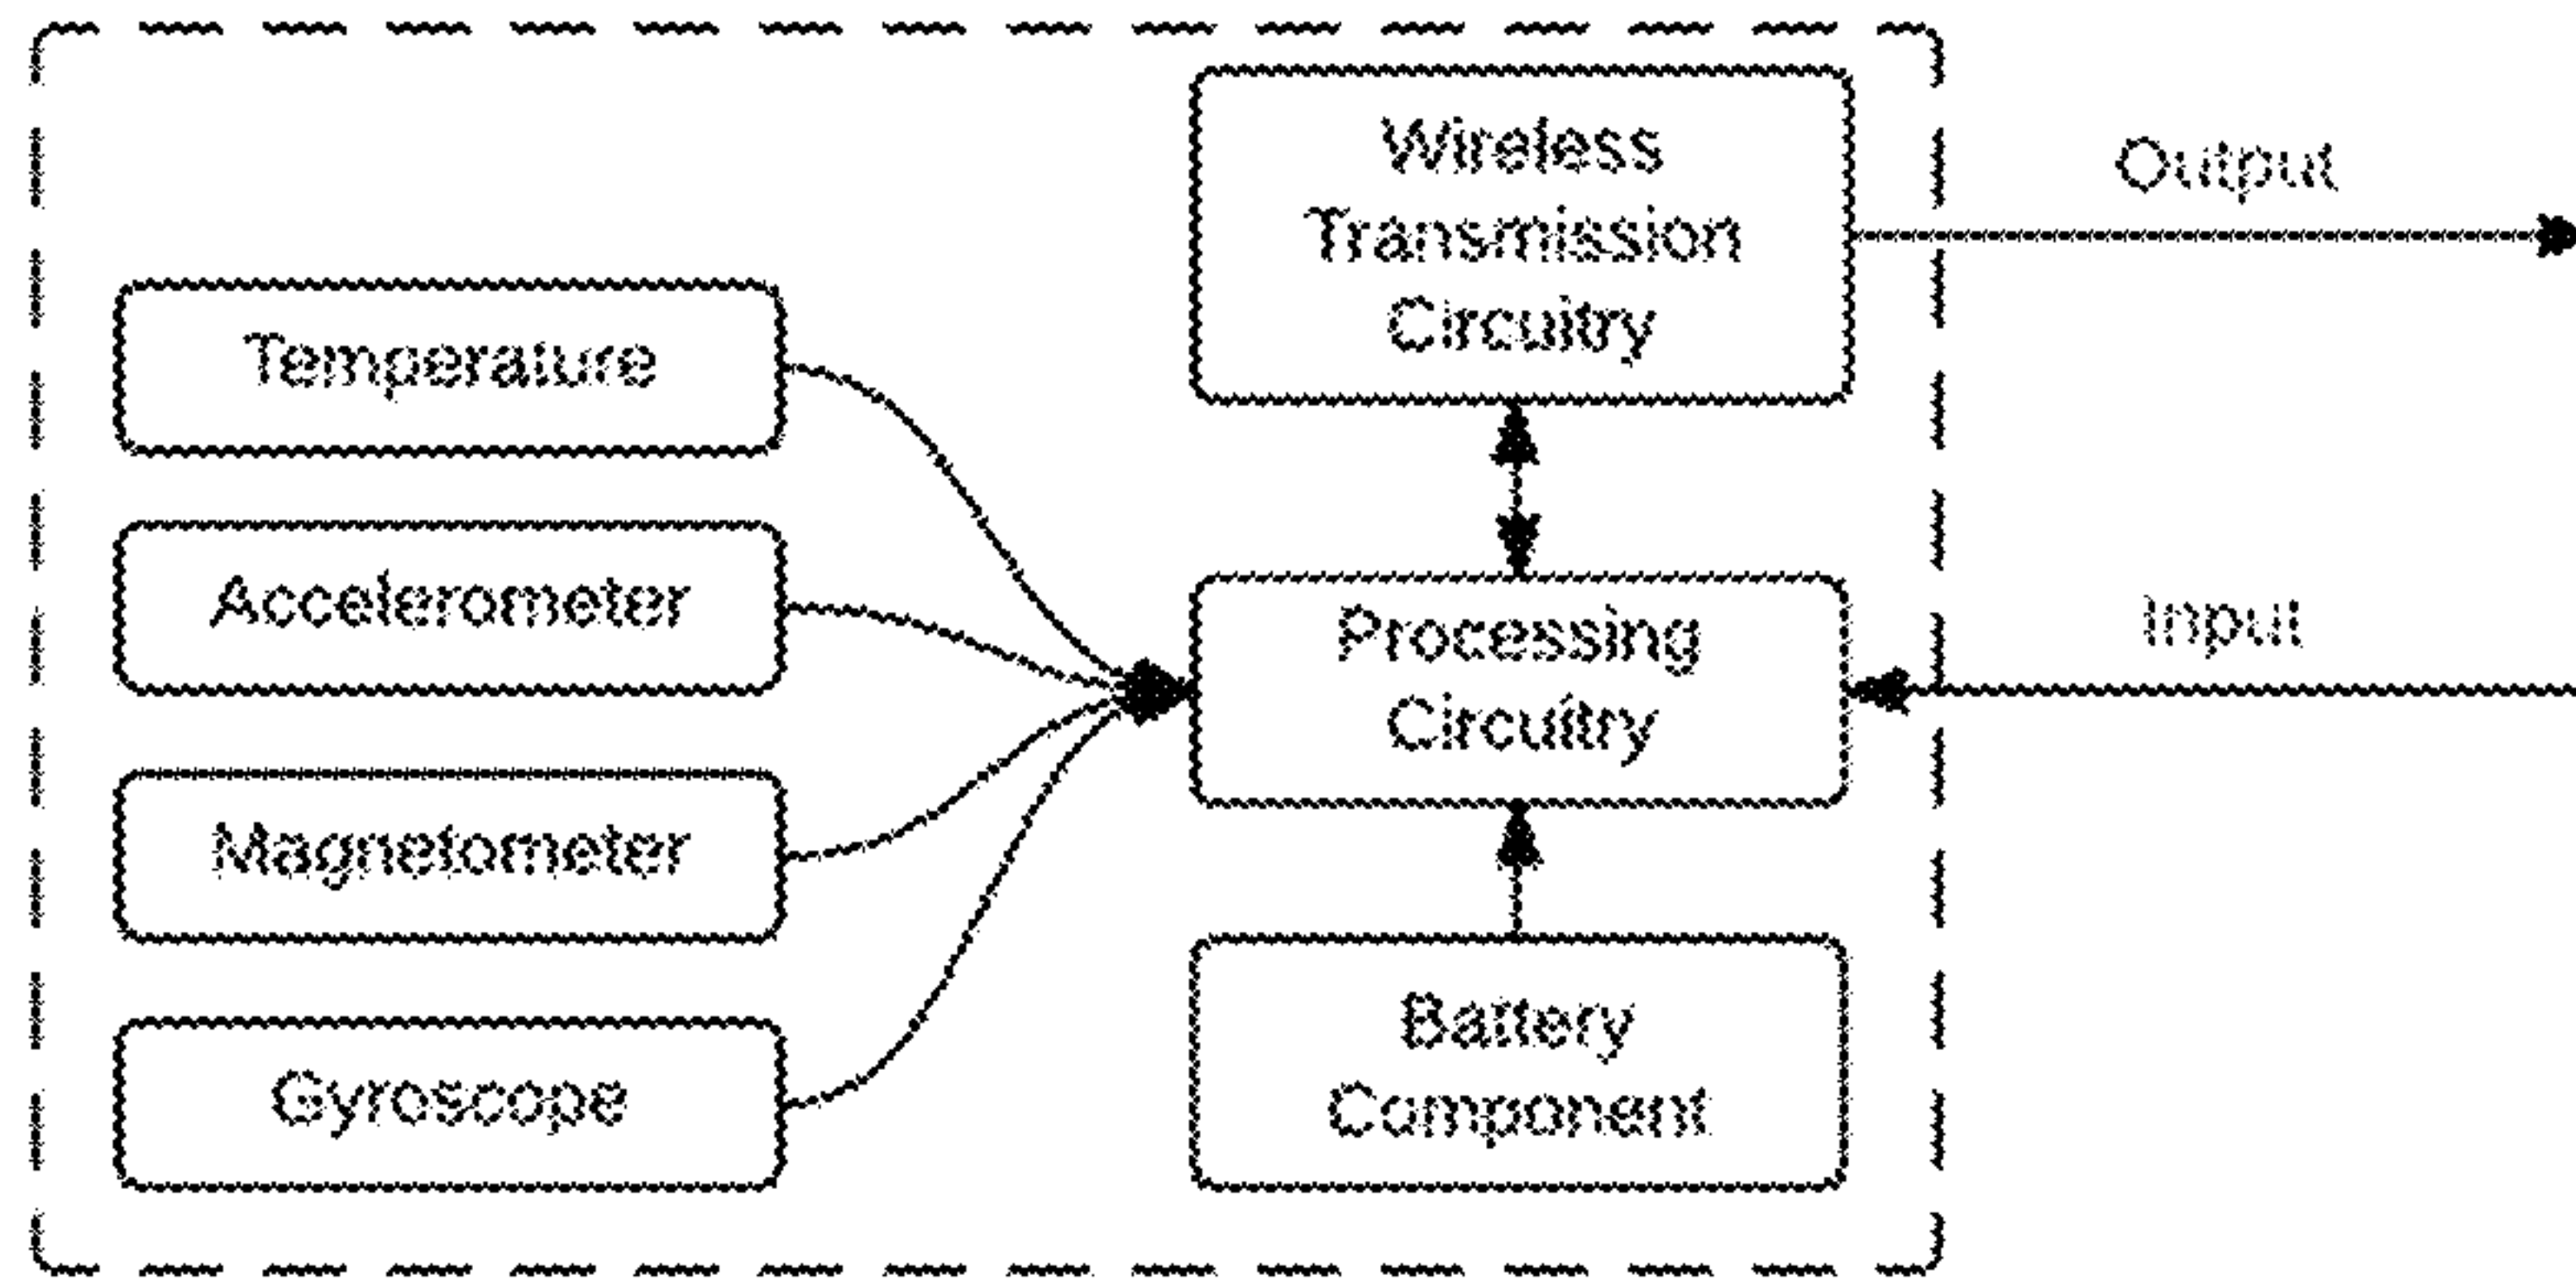 Wireless
Transmission
Circuitry
Output
Temperature
Accelerometer
Processing
Circuitry
Input
Magnetometer
Battery
Component
Gyroscope